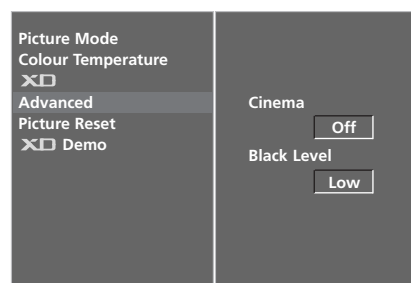 Picture Mode
Colour Temperature
XD
Advanced
Picture Reset
XD Demo
Cinema
Off
Black Level
Low